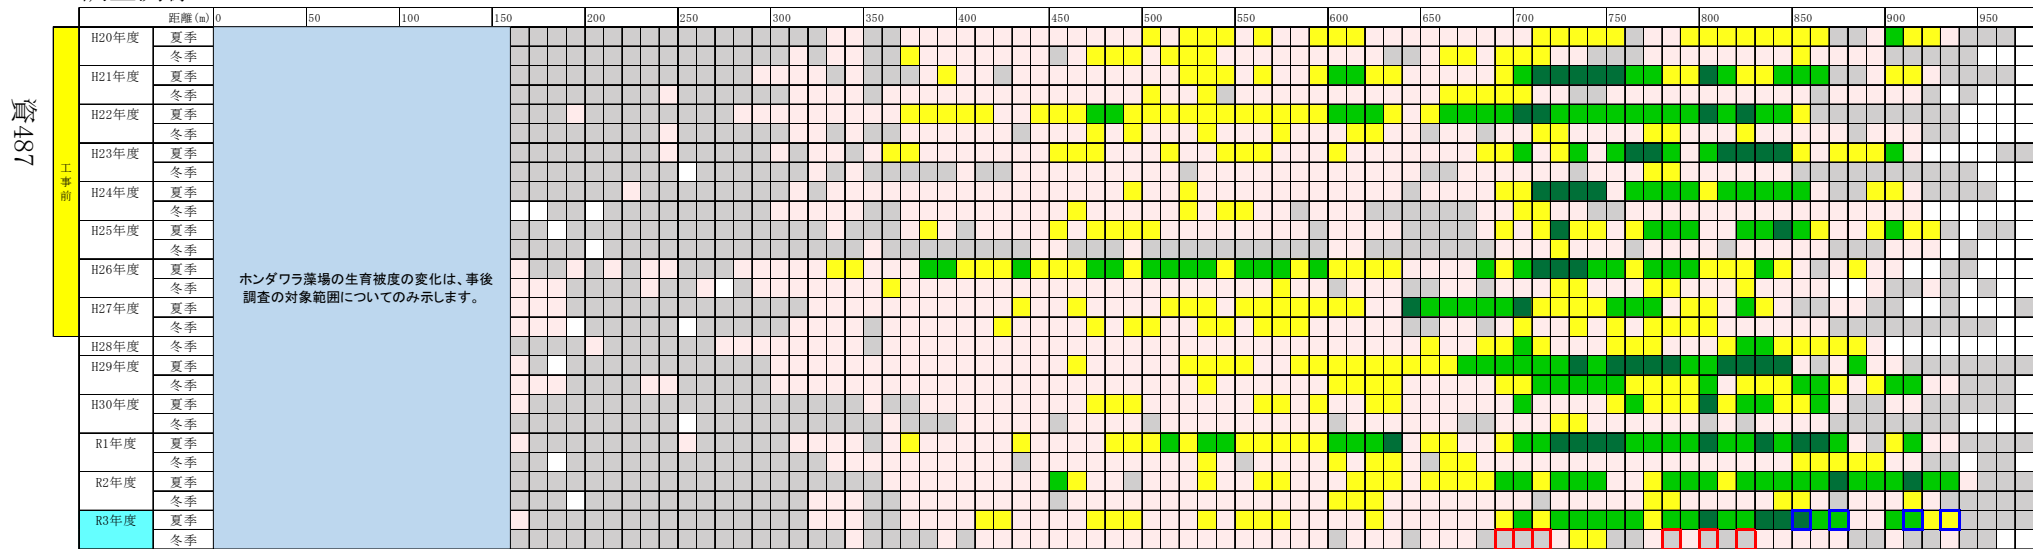 距離(m) 0 50 100 150 200 250 300 350 400 450 500 550 600 650 700 750 800 850 900 950
資487
工事前
H20年度 夏季
冬季
H21年度 夏季
冬季
H22年度 夏季
冬季
H23年度 夏季
冬季
H24年度 夏季
冬季
H25年度 夏季
冬季
H26年度 夏季
冬季
H27年度 夏季
冬季
H28年度 冬季
H29年度 夏季
冬季
H30年度 夏季
冬季
R1年度 夏季
冬季
R2年度 夏季
冬季
R3年度 夏季
冬季
ホンダワラ藻場の生育被度の変化は、事後
調査の対象範囲についてのみ示します。